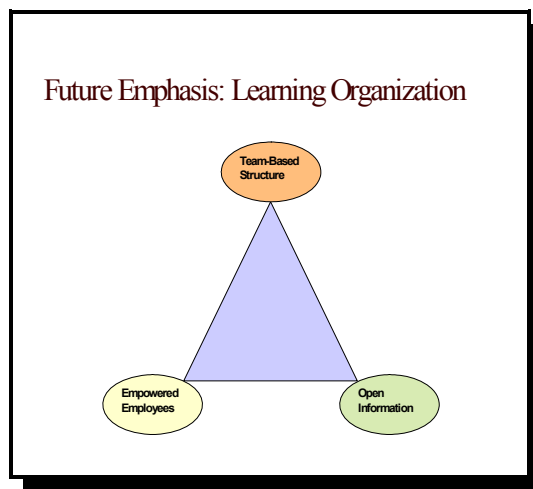 Future Emphasis: Learning Organization
Team-Based
Structure
Empowered
Employees
Open
Information